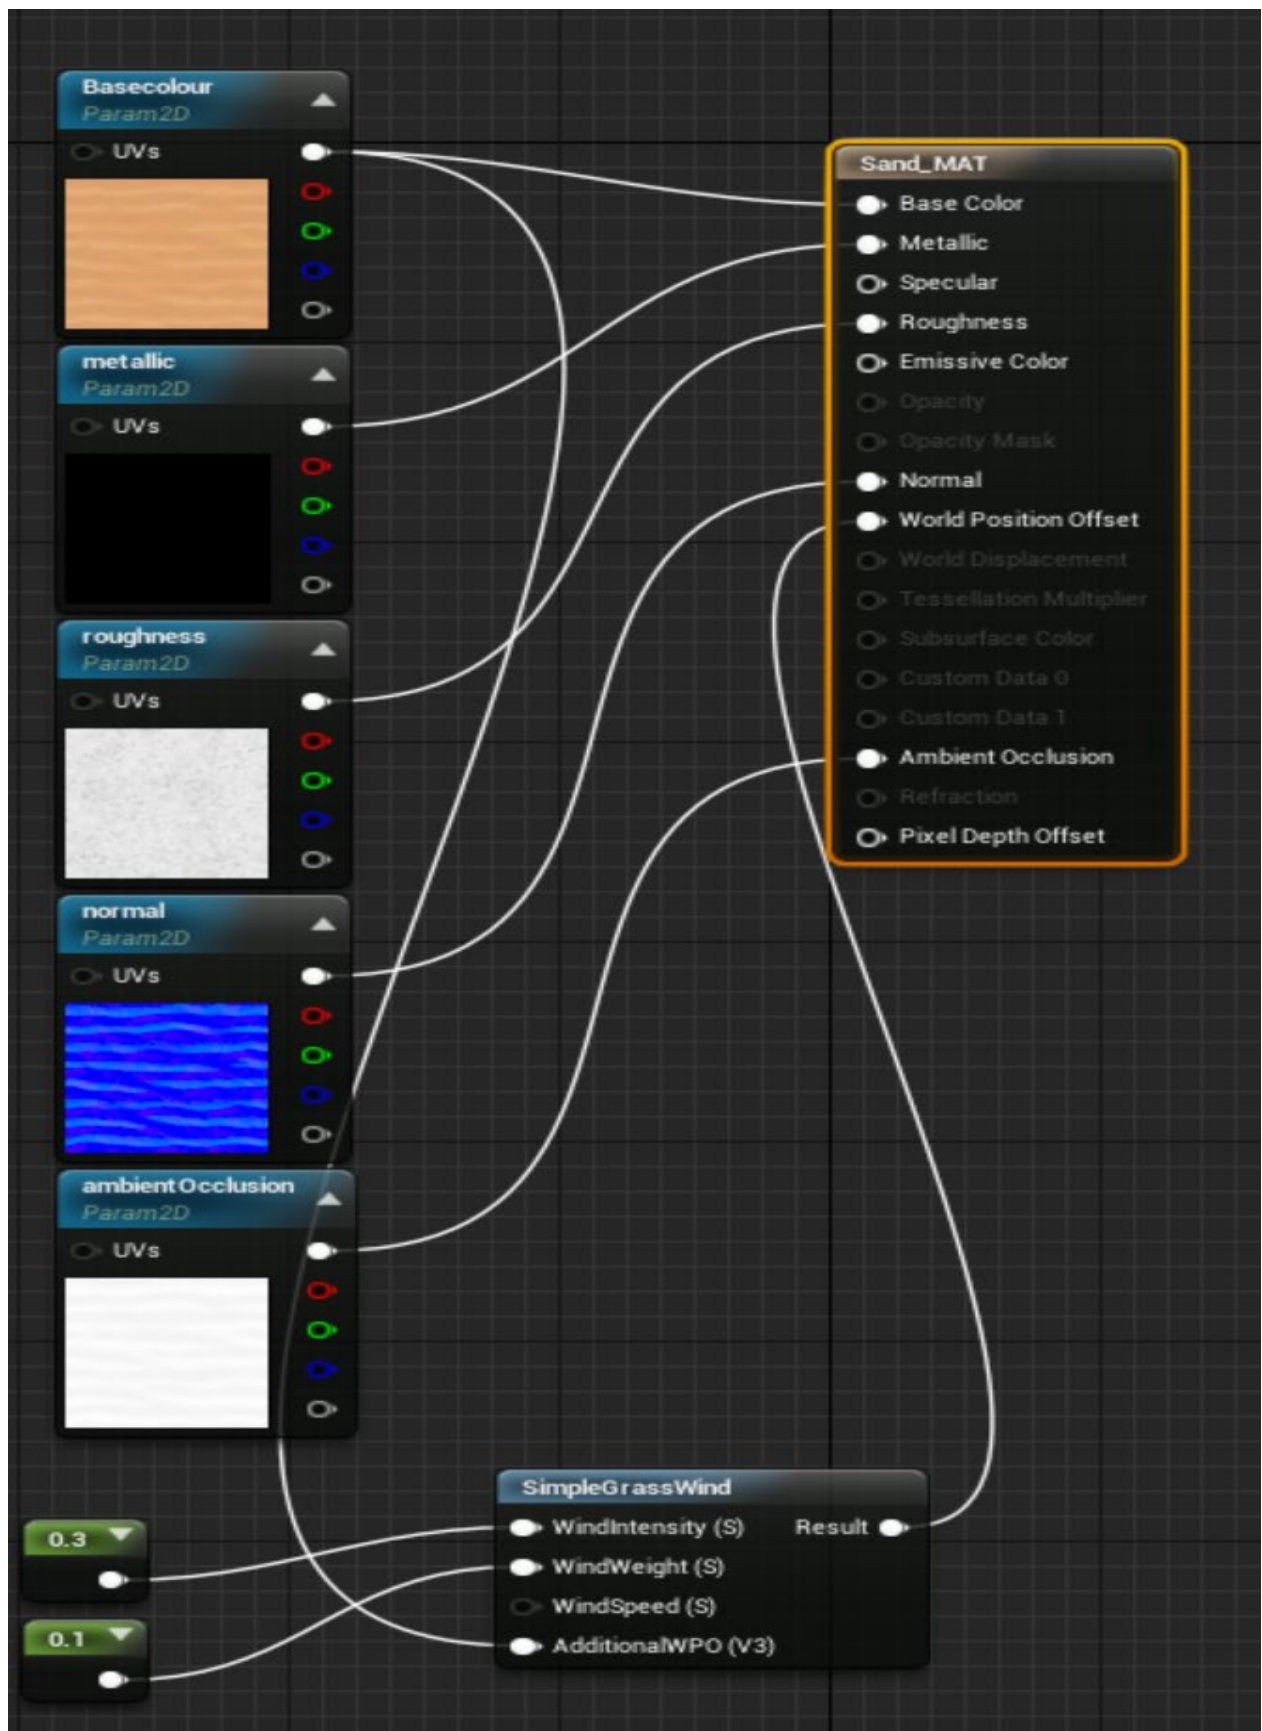 Basecolour
Param2D
UVs
metallic
Param2D
UVs
roughness
Param2D
UVs
normal
Param2D
UVs
ambientOcclusion
Param2D
UVs
0.3
0.1
Sand_MAT
Base Color
Metallic
Specular
Roughness
Emissive Color
Opacity
Opacity Mask
Normal
World Position Offset
World Displacement
Tessellation Multiplier
Subsurface Color
Custom Data 0
Custom Data 1
Ambient Occlusion
Refraction
Pixel Depth Offset
SimpleGrassWind
WindIntensity (S) Result
WindWeight (S)
WindSpeed (S)
AdditionalWPO (V3)